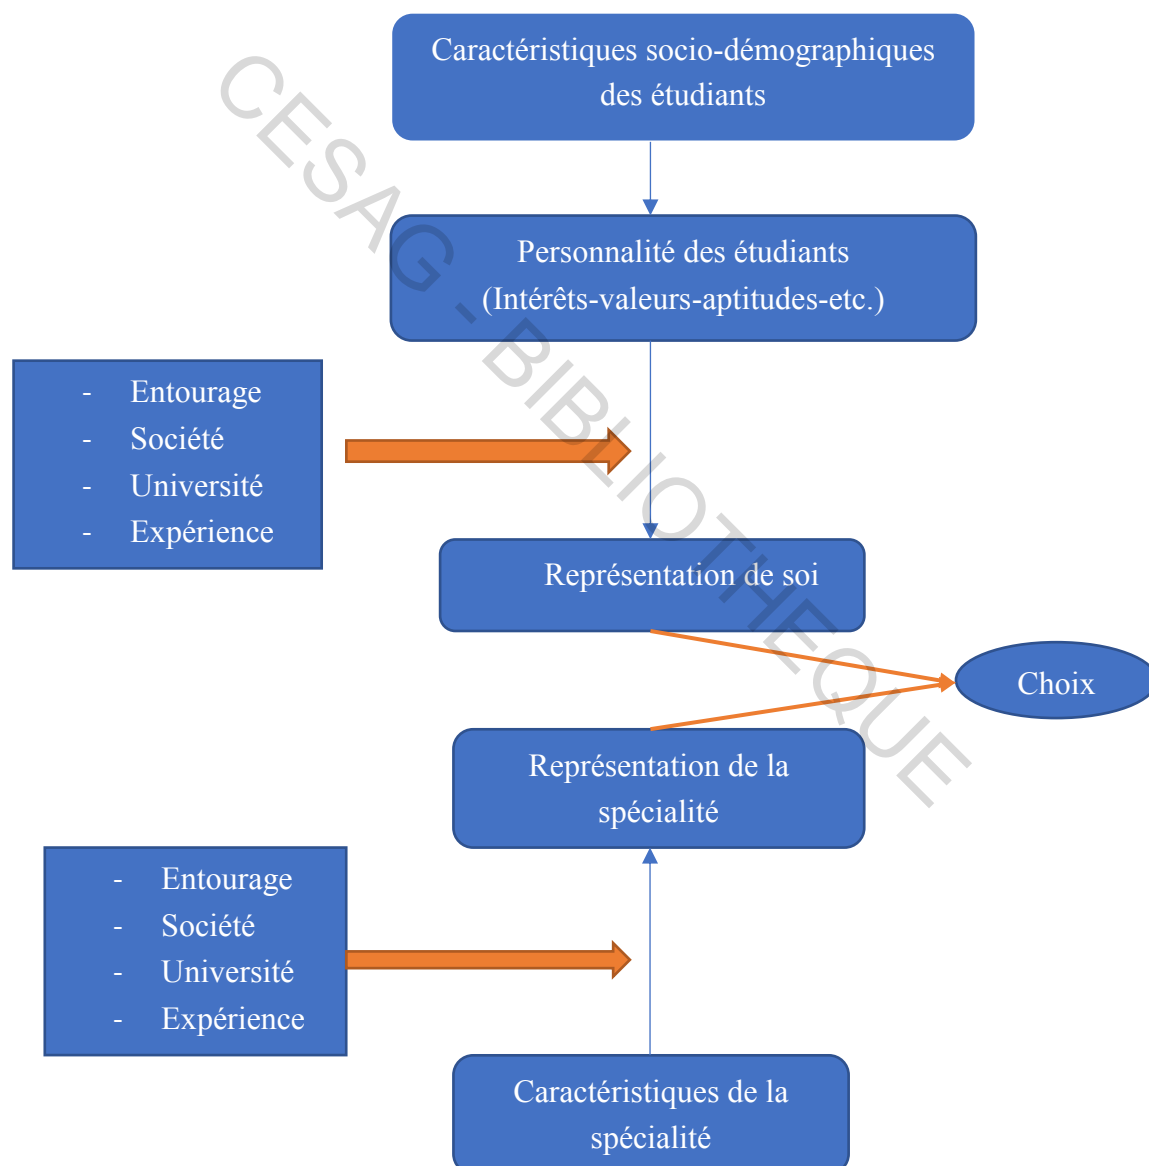 Caractéristiques socio-démographiques
des étudiants
Personnalité des étudiants
(Intérêts-valeurs-aptitudes-etc.)
- Entourage
- Société
- Université
- Expérience
Représentation de soi
Choix
Représentation de la
spécialité
- Entourage
- Société
- Université
- Expérience
Caractéristiques de la
spécialité
CESAG - BIBLIOTHEQUE